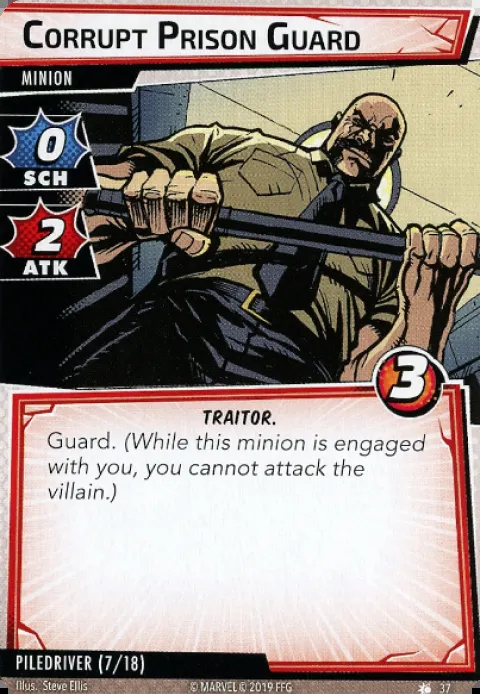 CORRUPT PRISON GUARD
MINION
0
SCH
2
ATK
3
TRAITOR.
Guard. (While this minion is engaged
with you, you cannot attack the
villain.)
PILEDRIVER (7/18)
Illus. Steve Ellis © MARVEL © 2019 FFG 37